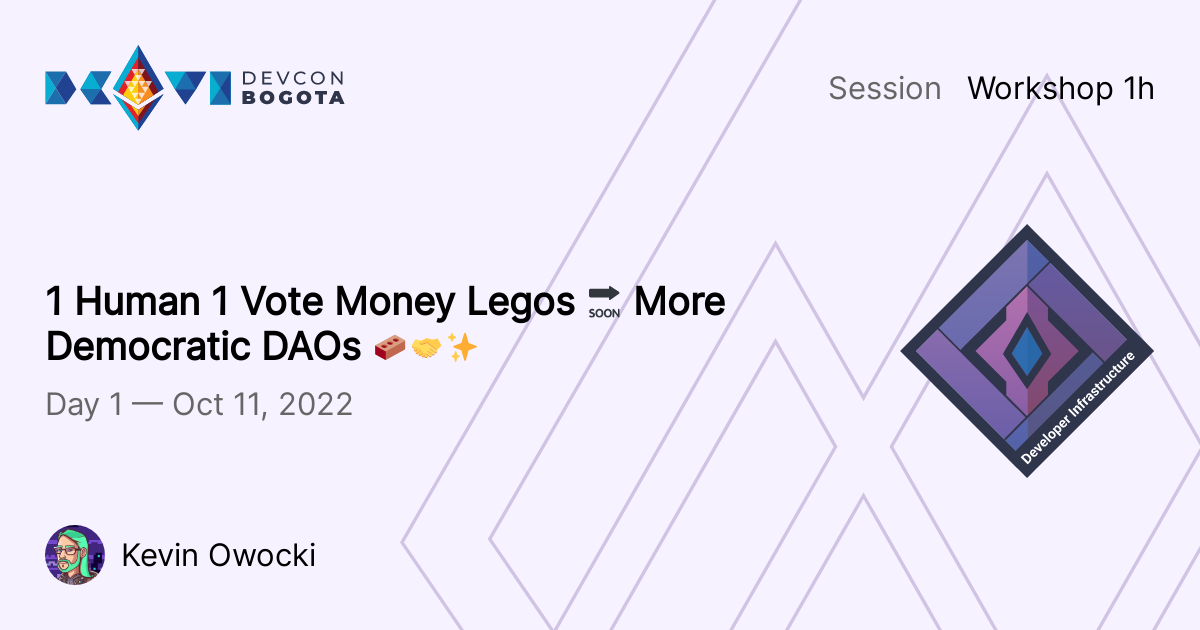 DEVCON
BOGOTA
Session Workshop 1h
1 Human 1 Vote Money Legos 🔜 More
Democratic DAOs 🧱🤝✨
Day 1 — Oct 11, 2022
Developer Infrastructure
Kevin Owocki